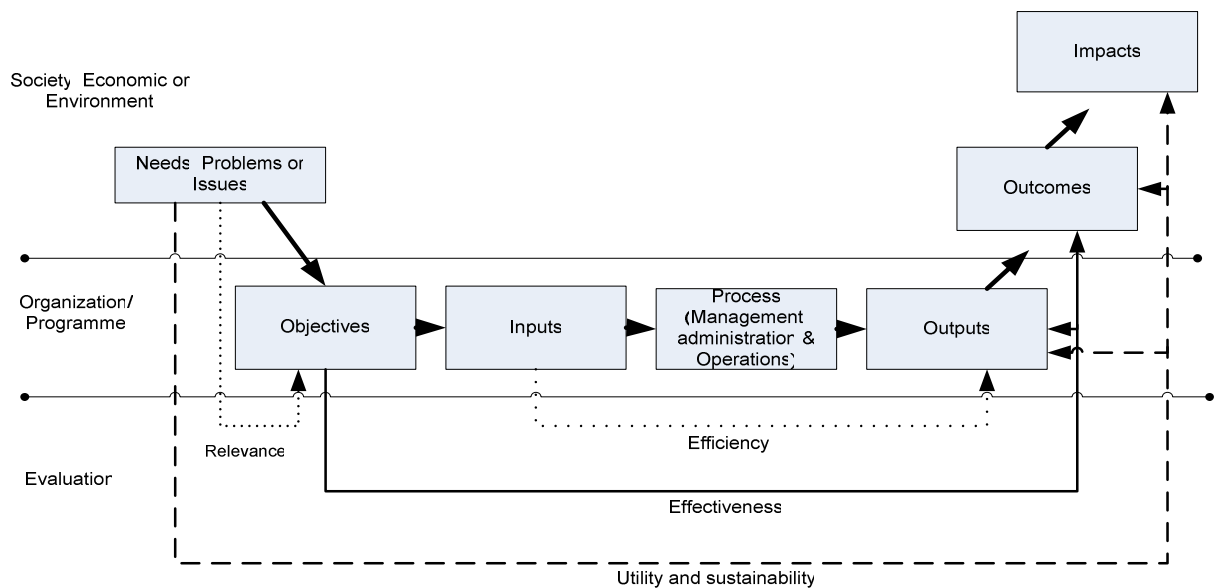 Impacts
Society Economic or
Environment
Needs Problems or
Issues
Outcomes
Organization/
Programme
Objectives
Inputs
Process
(Management
administration &
Operations)
Outputs
Relevance
Efficiency
Evaluation
Effectiveness
Utility and sustainability